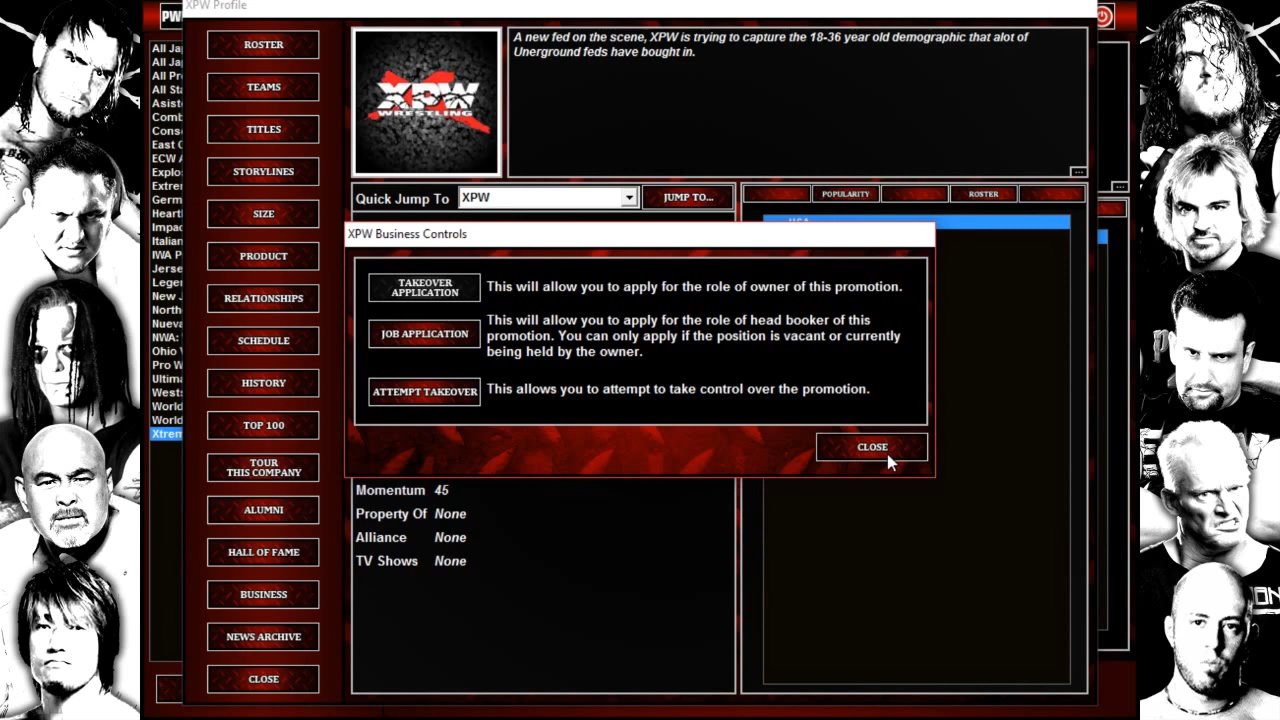 XPW Profile
PW
ROSTER
TEAMS
TITLES
STORYLINES
SIZE
PRODUCT
RELATIONSHIPS
SCHEDULE
HISTORY
TOP 100
TOUR
THIS COMPANY
ALUMNI
HALL OF FAME
BUSINESS
NEWS ARCHIVE
CLOSE
All Ja
All Ja
All Pr
All Sta
Asist
Comb
Cons
East C
ECW A
Explo
Extre
Germ
Heart
Impac
Italian
IWA P
Jerse
Lege
New J
North
Nueva
NWA:
Ohio
Pro W
Ultim
Wests
World
World
Xtrem
XPW
WRESTLING
A new fed on the scene, XPW is trying to capture the 18-36 year old demographic that alot of
Unerground feds have bought in.
...
...
Quick Jump To
XPW
JUMP TO...
POPULARITY
ROSTER
XPW Business Controls
TAKEOVER
APPLICATION
This will allow you to apply for the role of owner of this promotion.
JOB APPLICATION
This will allow you to apply for the role of head booker of this
promotion. You can only apply if the position is vacant or currently
being held by the owner.
ATTEMPT TAKEOVER
This allows you to attempt to take control over the promotion.
CLOSE
Momentum 45
Property Of None
Alliance None
TV Shows None